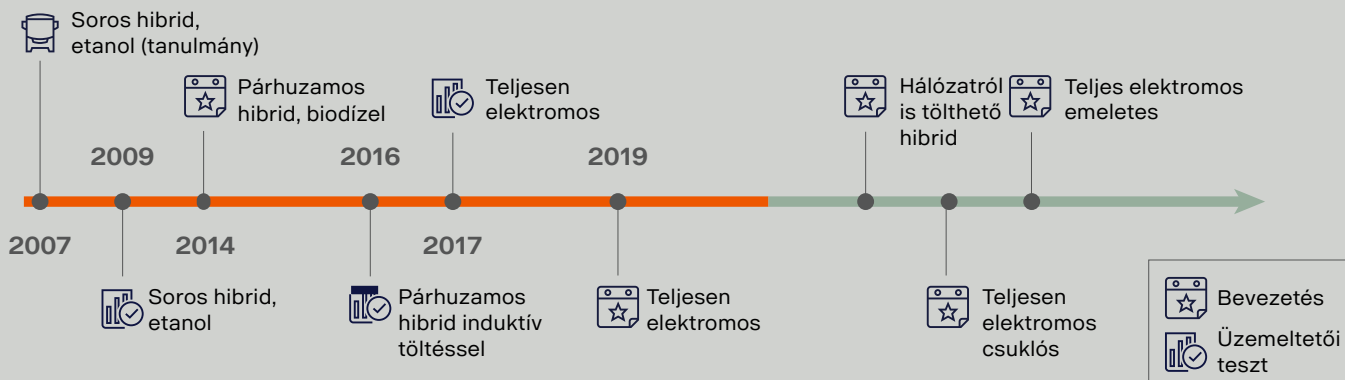 Soros hibrid,
etanol (tanulmány)
Párhuzamos
hibrid, biodízel
Teljesen
elektromos
Hálózatról
is tölthető
hibrid
Teljes elektromos
emeletes
2009
2016
2019
2007
2014
2017
Soros hibrid,
etanol
Párhuzamos
hibrid induktív
töltéssel
Teljesen
elektromos
Teljesen
elektromos
csuklós
Bevezetés
Üzemeltetői
teszt